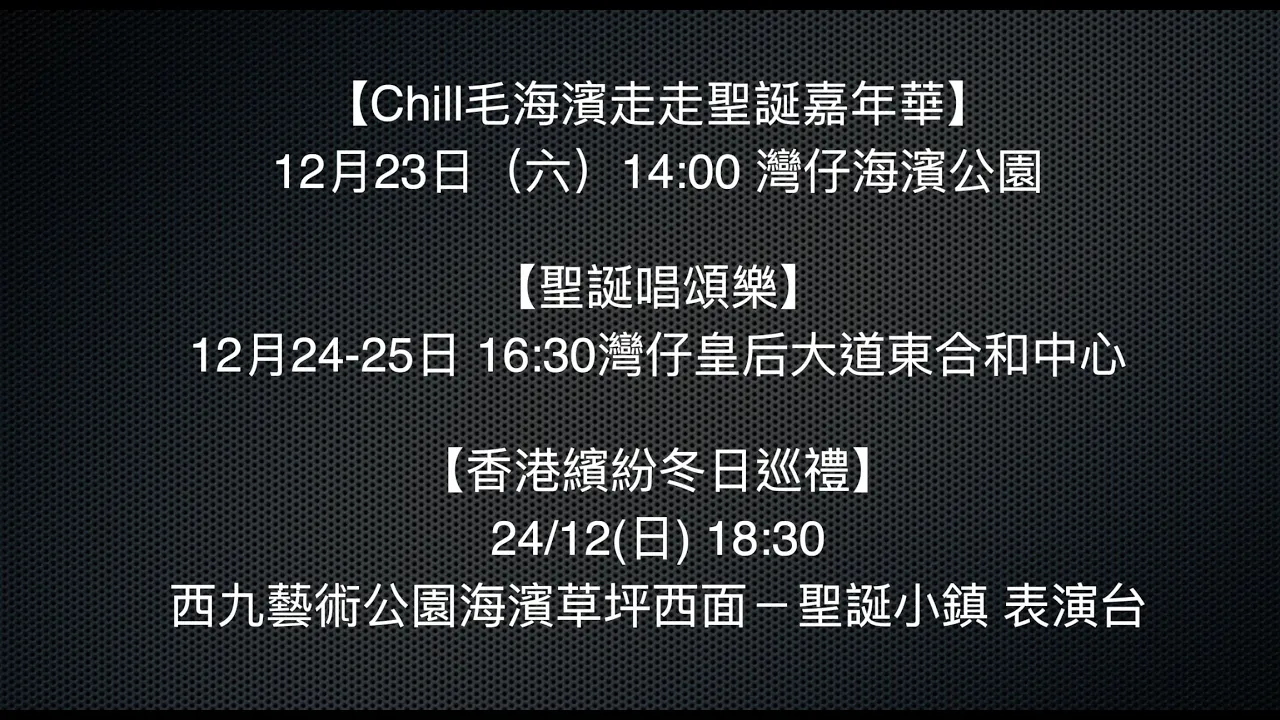 【Chill毛海濱走走聖誕嘉年華】
12月23日（六）14:00 灣仔海濱公園
【聖誕唱頌樂】
12月24-25日 16:30灣仔皇后大道東合和中心
【香港繽紛冬日巡禮】
24/12(日) 18:30
西九藝術公園海濱草坪西面－聖誕小鎮 表演台